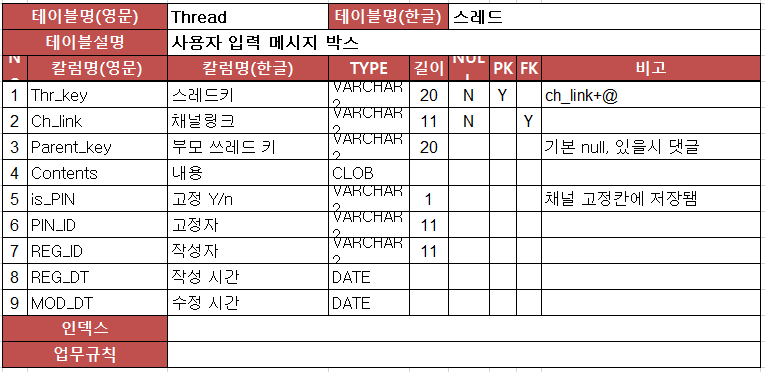 테이블명(영문) Thread 테이블명(한글) 스레드
테이블설명 사용자 입력 메시지 박스
No 칼럼명(영문) 칼럼명(한글) TYPE 길이 NULL PK FK 비고
1 Thr_key 스레드키 VARCHAR2 20 N Y ch_link+@
2 Ch_link 채널링크 VARCHAR2 11 N Y
3 Parent_key 부모 쓰레드 키 VARCHAR2 20 기본 null, 있을시 댓글
4 Contents 내용 CLOB
5 is_PIN 고정 Y/n VARCHAR2 1 채널 고정칸에 저장됨
6 PIN_ID 고정자 VARCHAR2 11
7 REG_ID 작성자 VARCHAR2 11
8 REG_DT 작성 시간 DATE
9 MOD_DT 수정 시간 DATE
인덱스
업무규칙